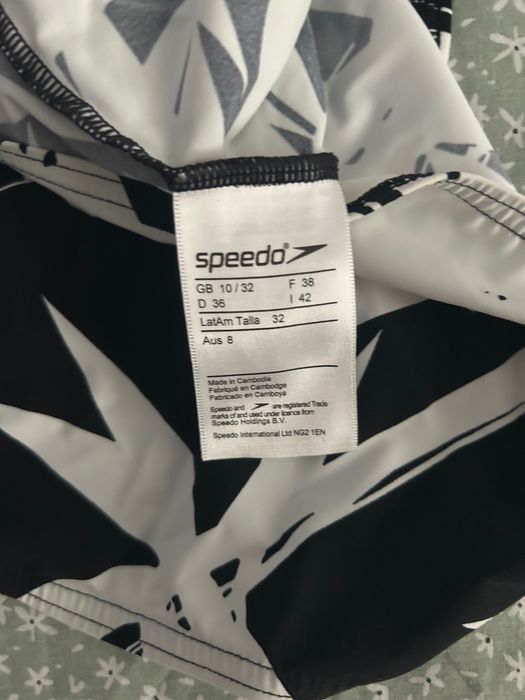 speedo®
GB 10/32 F 38
D 36 I 42
LatAm Talla 32
Aus 8
Made in Cambodia
Fabriqué en Cambodge
Fabricado en Camboya
Speedo and are registered Trade
marks of and used under licence from
Speedo Holdings B.V.
Speedo International Ltd NG2 1EN